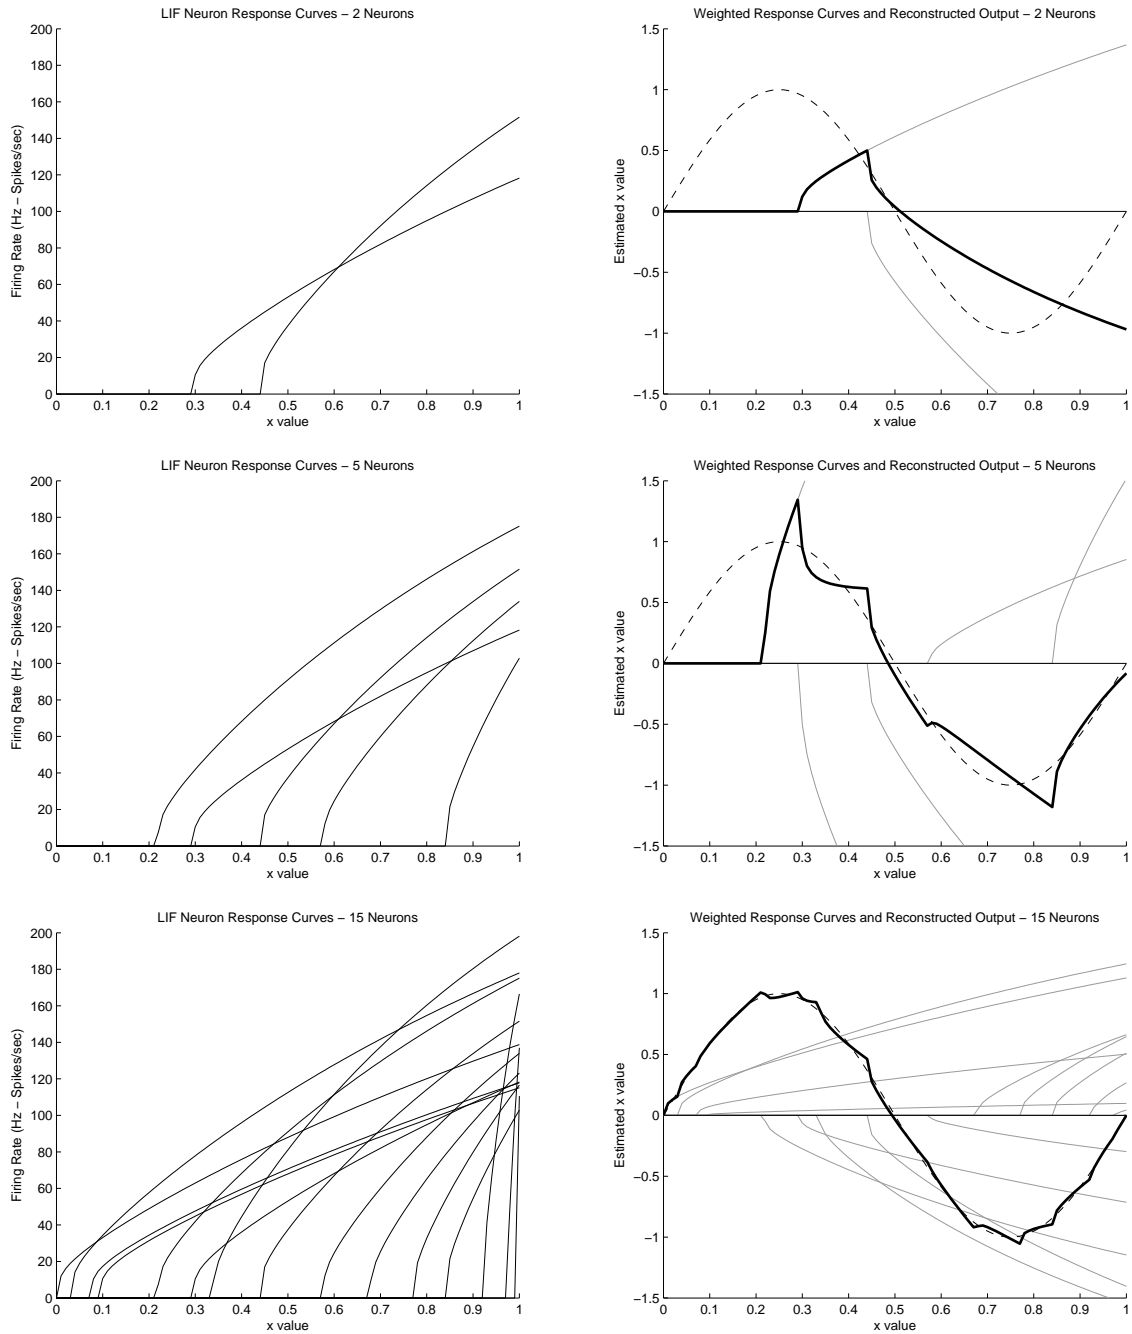 LIF Neuron Response Curves – 2 Neurons
200
180
160
140
120
100
80
60
40
20
0
Firing Rate (Hz – Spikes/sec)
0 0.1 0.2 0.3 0.4 0.5 0.6 0.7 0.8 0.9 1
x value
Weighted Response Curves and Reconstructed Output – 2 Neurons
1.5
1
0.5
0
−0.5
−1
−1.5
Estimated x value
0 0.1 0.2 0.3 0.4 0.5 0.6 0.7 0.8 0.9 1
x value
LIF Neuron Response Curves – 5 Neurons
200
180
160
140
120
100
80
60
40
20
0
Firing Rate (Hz – Spikes/sec)
0 0.1 0.2 0.3 0.4 0.5 0.6 0.7 0.8 0.9 1
x value
Weighted Response Curves and Reconstructed Output – 5 Neurons
1.5
1
0.5
0
−0.5
−1
−1.5
Estimated x value
0 0.1 0.2 0.3 0.4 0.5 0.6 0.7 0.8 0.9 1
x value
LIF Neuron Response Curves – 15 Neurons
200
180
160
140
120
100
80
60
40
20
0
Firing Rate (Hz – Spikes/sec)
0 0.1 0.2 0.3 0.4 0.5 0.6 0.7 0.8 0.9 1
x value
Weighted Response Curves and Reconstructed Output – 15 Neurons
1.5
1
0.5
0
−0.5
−1
−1.5
Estimated x value
0 0.1 0.2 0.3 0.4 0.5 0.6 0.7 0.8 0.9 1
x value